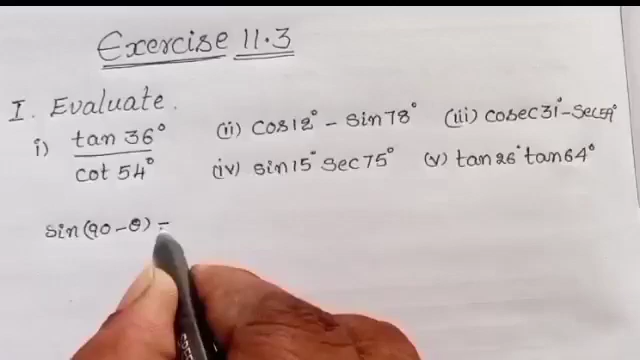 Exercise 11.3
I. Evaluate.
i) tan 36° / cot 54° (ii) cos12° - sin78° (iii) cosec31° - sec59°
(iv) sin15° sec75° (v) tan26° tan64°
sin(90-θ) =